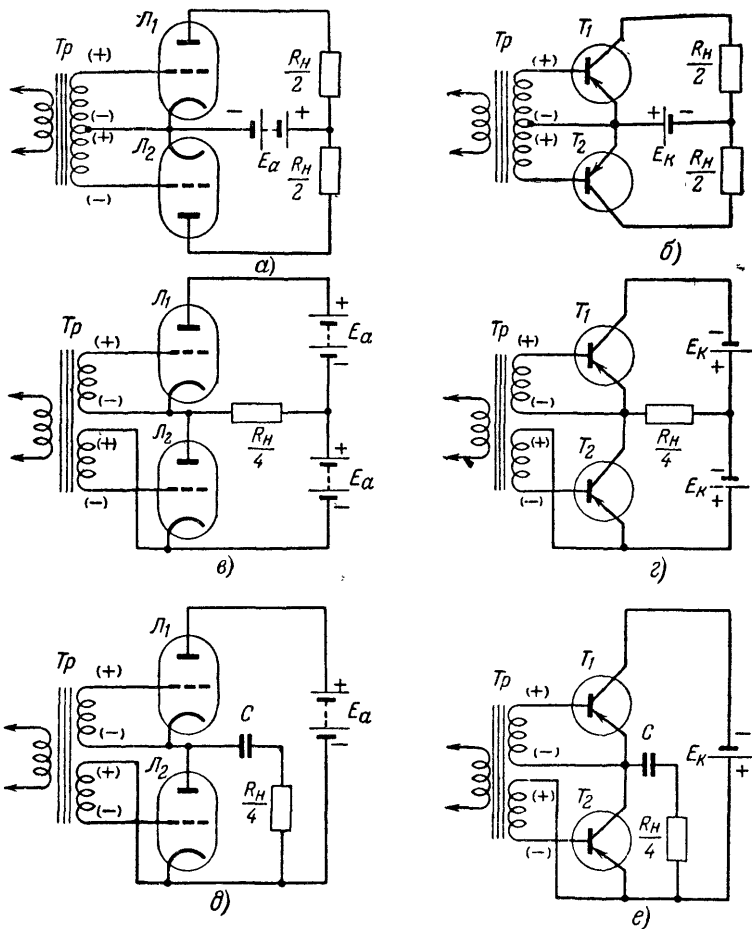 Л₁
Тр
(+)
(−)
(+)
(−)
Л₂
Rн/2
− +
Eа
Rн/2
а)
T₁
Тр
(+)
(−)
(+)
(−)
T₂
Rн/2
+ −
Eк
Rн/2
б)
Л₁
Тр
(+)
(−)
(+)
(−)
Л₂
Rн/4
+
Eа
−
+
Eа
−
в)
T₁
Тр
(+)
(−)
(+)
(−)
T₂
Rн/4
−
Eк
+
−
Eк
+
г)
Л₁
Тр
(+)
(−)
(+)
(−)
Л₂
C
Rн/4
+
Eа
−
д)
T₁
Тр
(+)
(−)
(+)
(−)
T₂
C
Rн/4
−
Eк
+
е)